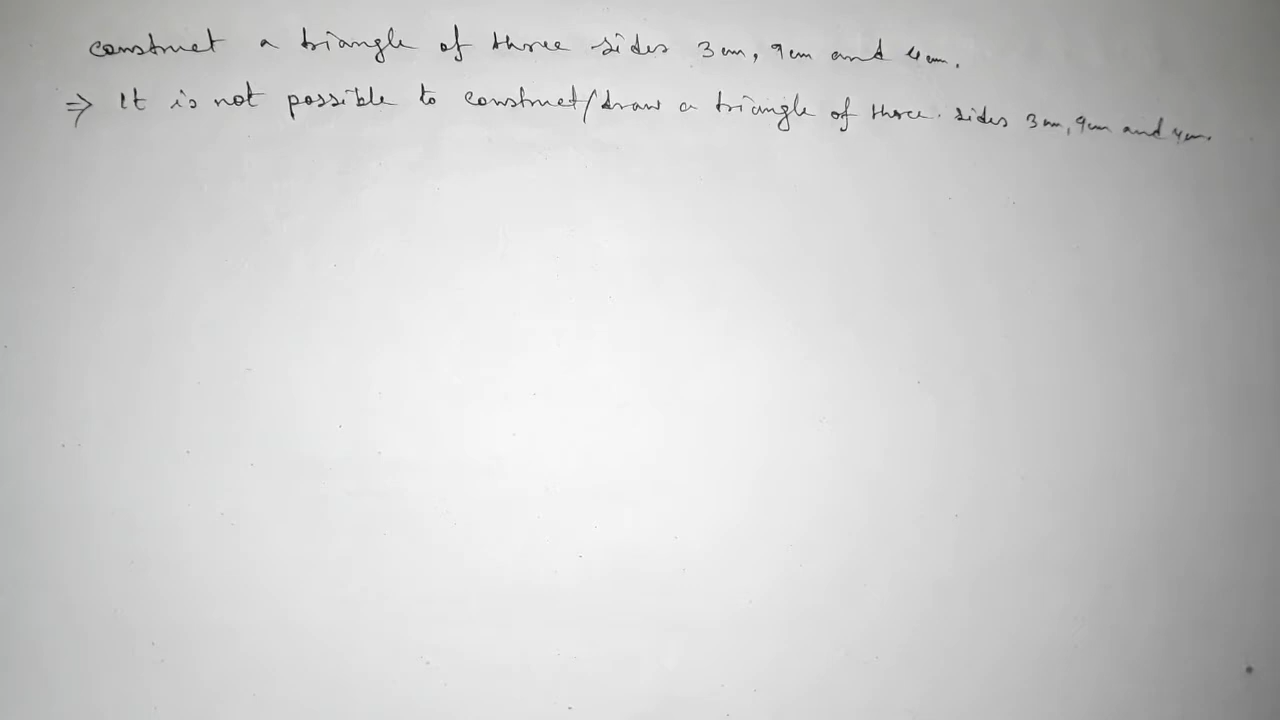 construct a triangle of three sides 3cm, 9cm and 4cm.
⇒ It is not possible to construct/draw a triangle of three sides 3cm, 9cm and 4cm.